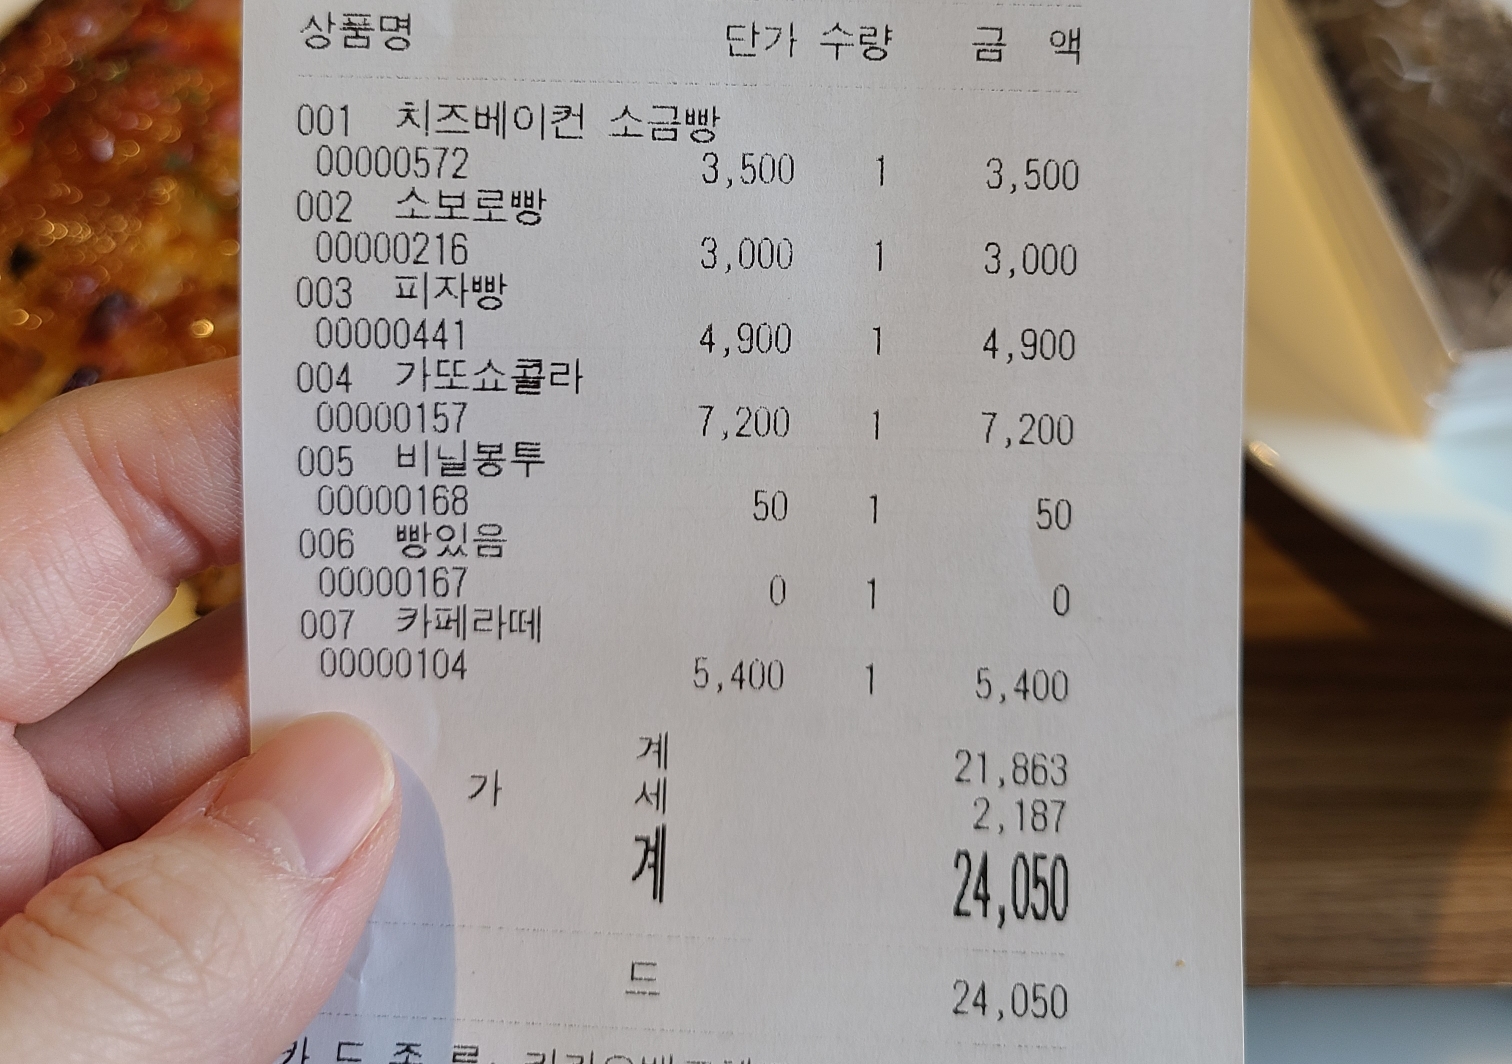 상품명 단가 수량 금 액
001 치즈베이컨 소금빵
00000572 3,500 1 3,500
002 소보로빵
00000216 3,000 1 3,000
003 피자빵
00000441 4,900 1 4,900
004 가또쇼콜라
00000157 7,200 1 7,200
005 비닐봉투
00000168 50 1 50
006 빵있음
00000167 0 1 0
007 카페라떼
00000104 5,400 1 5,400
계 21,863
가 세 2,187
계 24,050
드 24,050
카 드 종 류: